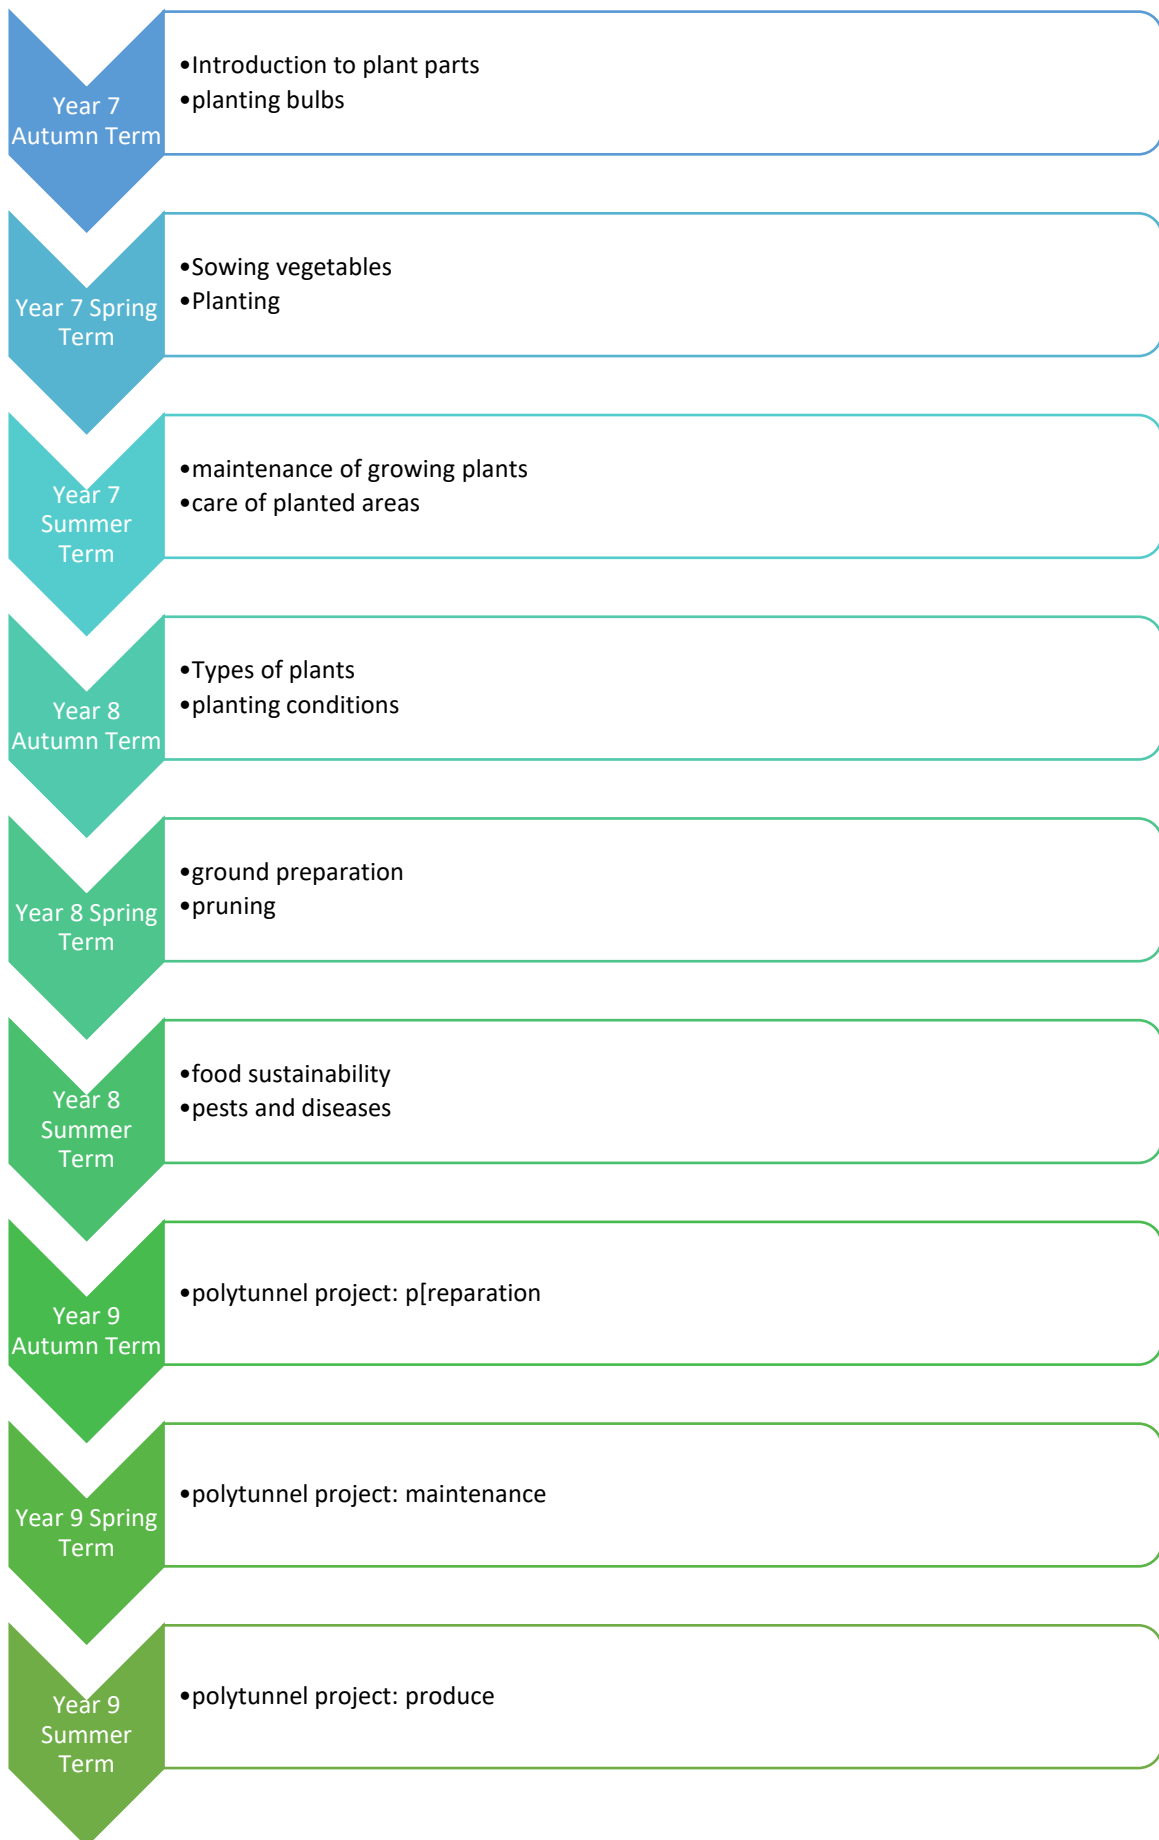 Year 7
Autumn Term
•Introduction to plant parts
•planting bulbs
Year 7 Spring
Term
•Sowing vegetables
•Planting
Year 7
Summer
Term
•maintenance of growing plants
•care of planted areas
Year 8
Autumn Term
•Types of plants
•planting conditions
Year 8 Spring
Term
•ground preparation
•pruning
Year 8
Summer
Term
•food sustainability
•pests and diseases
Year 9
Autumn Term
•polytunnel project: p[reparation
Year 9 Spring
Term
•polytunnel project: maintenance
Year 9
Summer
Term
•polytunnel project: produce